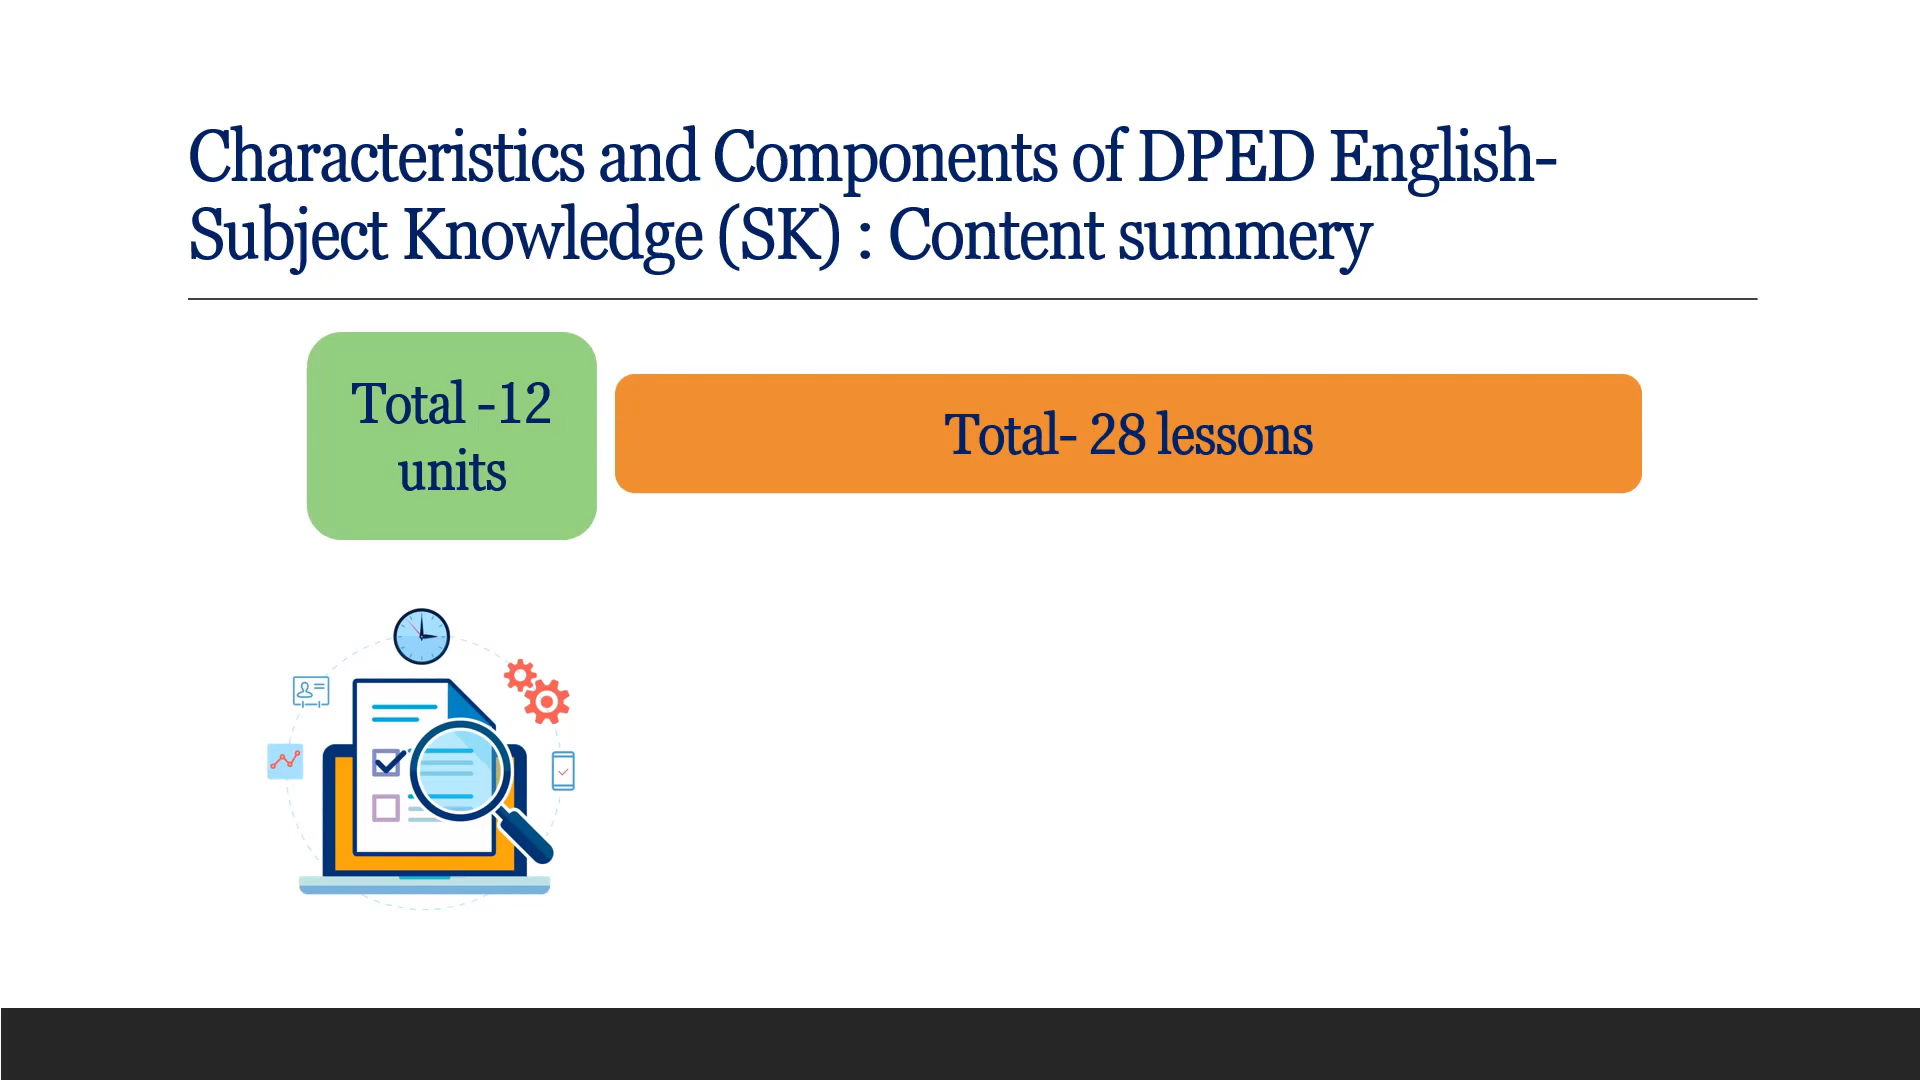 Characteristics and Components of DPED English-
Subject Knowledge (SK) : Content summery
Total -12
units
Total- 28 lessons